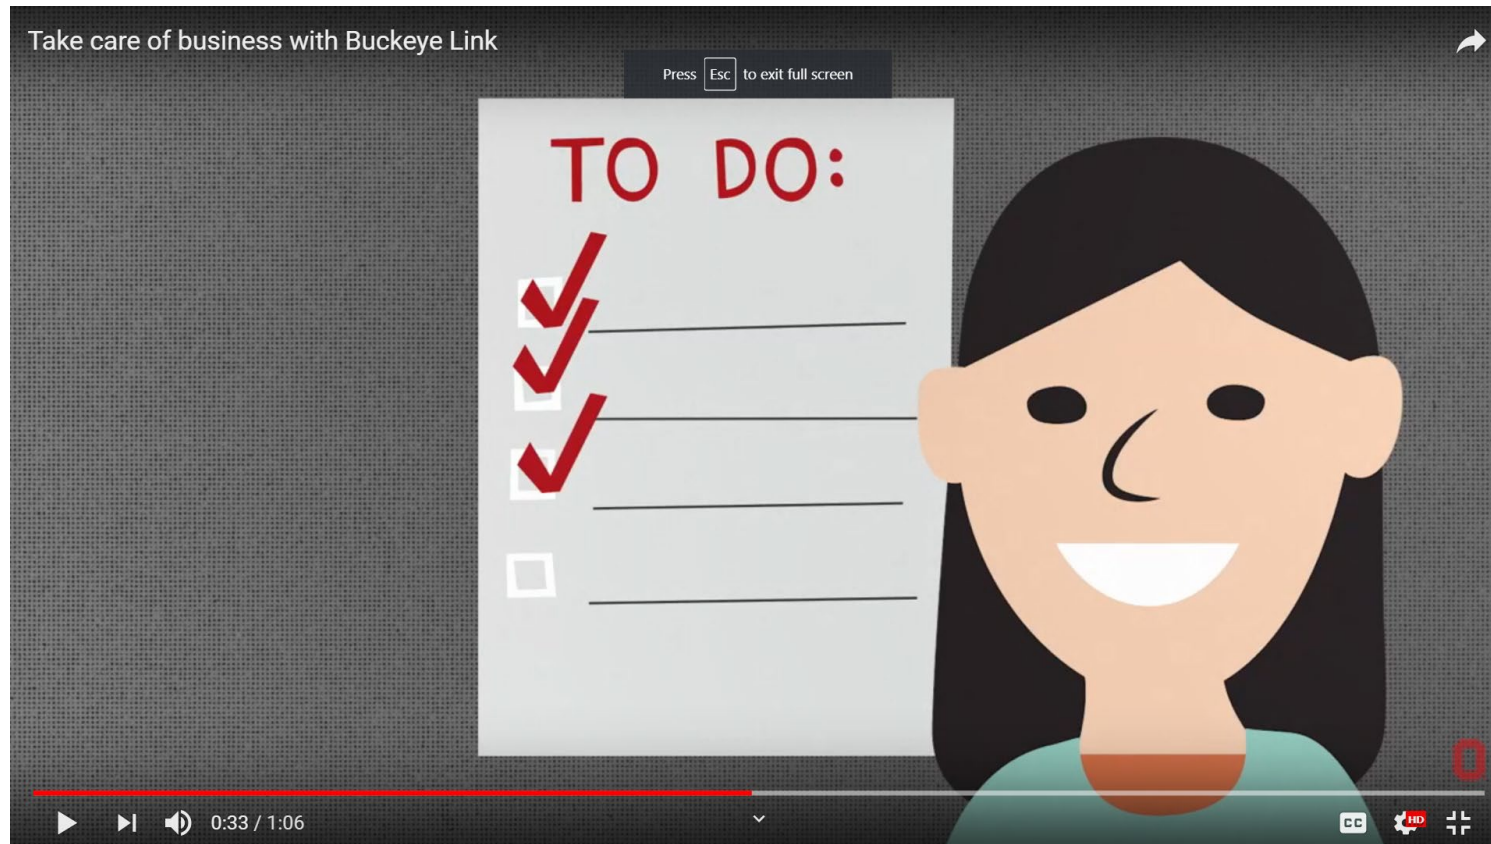 Take care of business with Buckeye Link
Press Esc to exit full screen
TO DO:
O
0:33 / 1:06
CC
HD